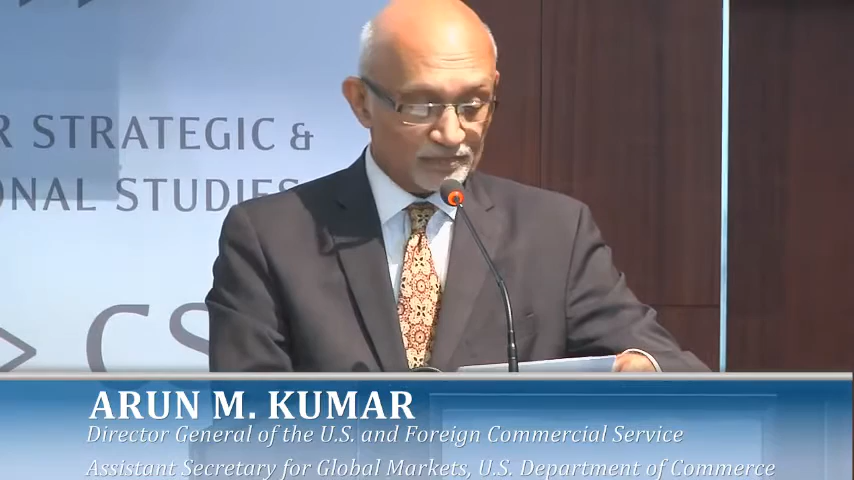 R STRATEGIC &
ONAL STUDIES
> CS
ARUN M. KUMAR
Director General of the U.S. and Foreign Commercial Service
Assistant Secretary for Global Markets, U.S. Department of Commerce